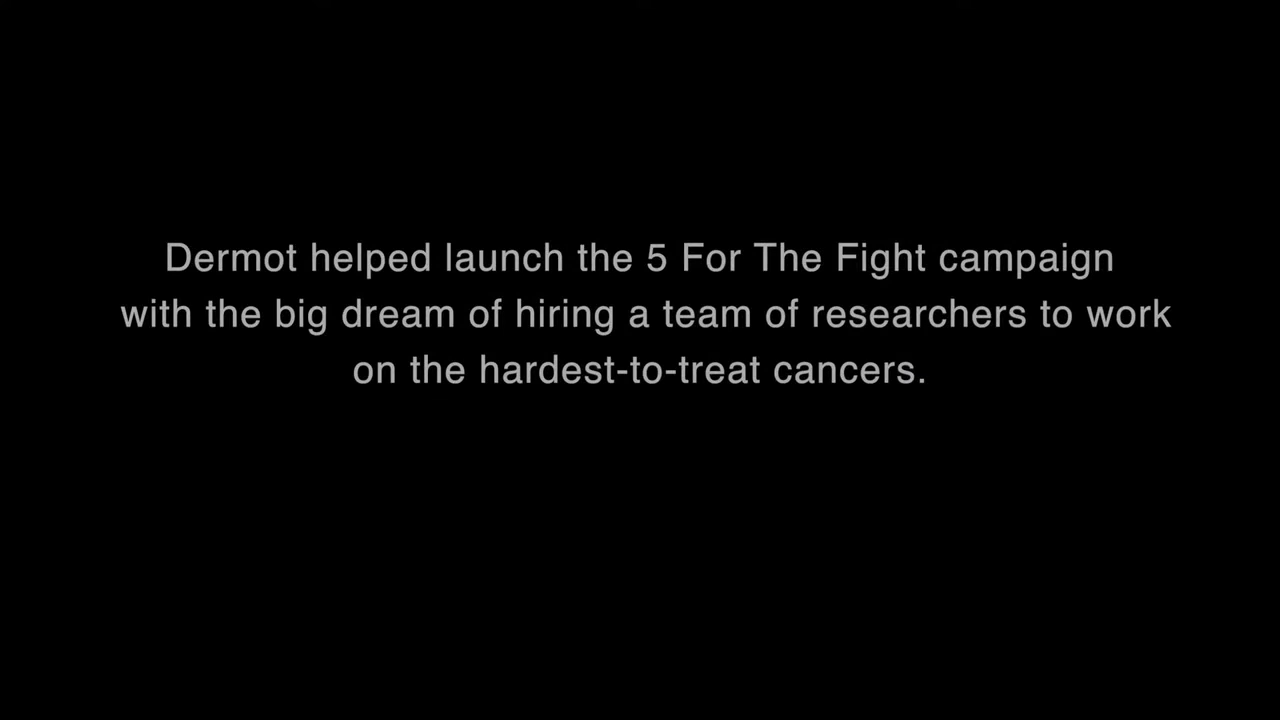 Dermot helped launch the 5 For The Fight campaign
with the big dream of hiring a team of researchers to work
on the hardest-to-treat cancers.